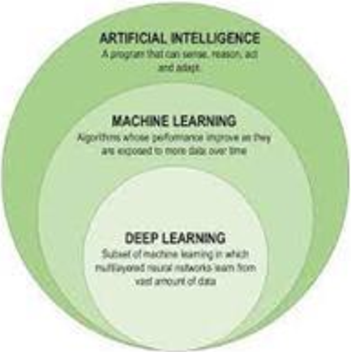 ARTIFICIAL INTELLIGENCE
A program that can sense, reason, act
and adapt.
MACHINE LEARNING
Algorithms whose performance improve as they
are exposed to more data over time
DEEP LEARNING
Subset of machine learning in which
multilayered neural networks learn from
vast amount of data